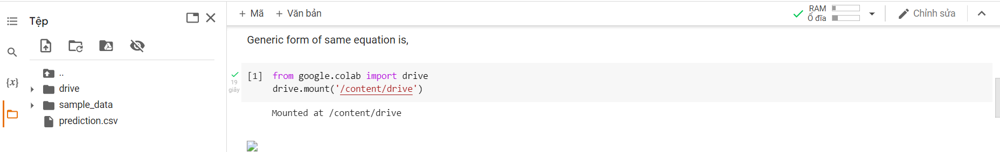 Tệp
..
drive
sample_data
prediction.csv
+ Mã + Văn bản
RAM
Ổ đĩa
Chỉnh sửa
Generic form of same equation is,
19
giây
[1] from google.colab import drive
drive.mount('/content/drive')
Mounted at /content/drive
{x}